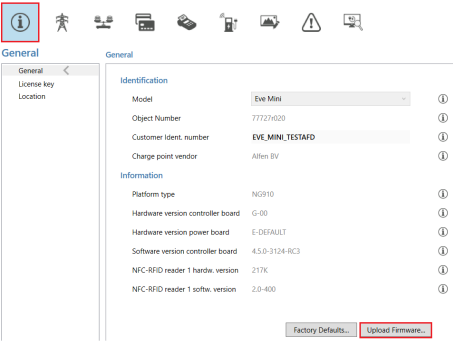 General
General
General
License key
Location
Identification
Model Eve Mini
Object Number 77727r020
Customer Ident. number EVE_MINI_TESTAFD
Charge point vendor Alfen BV
Information
Platform type NG910
Hardware version controller board G-00
Hardware version power board E-DEFAULT
Software version controller board 4.5.0-3124-RC3
NFC-RFID reader 1 hardw. version 217K
NFC-RFID reader 1 softw. version 2.0-400
Factory Defaults... Upload Firmware...